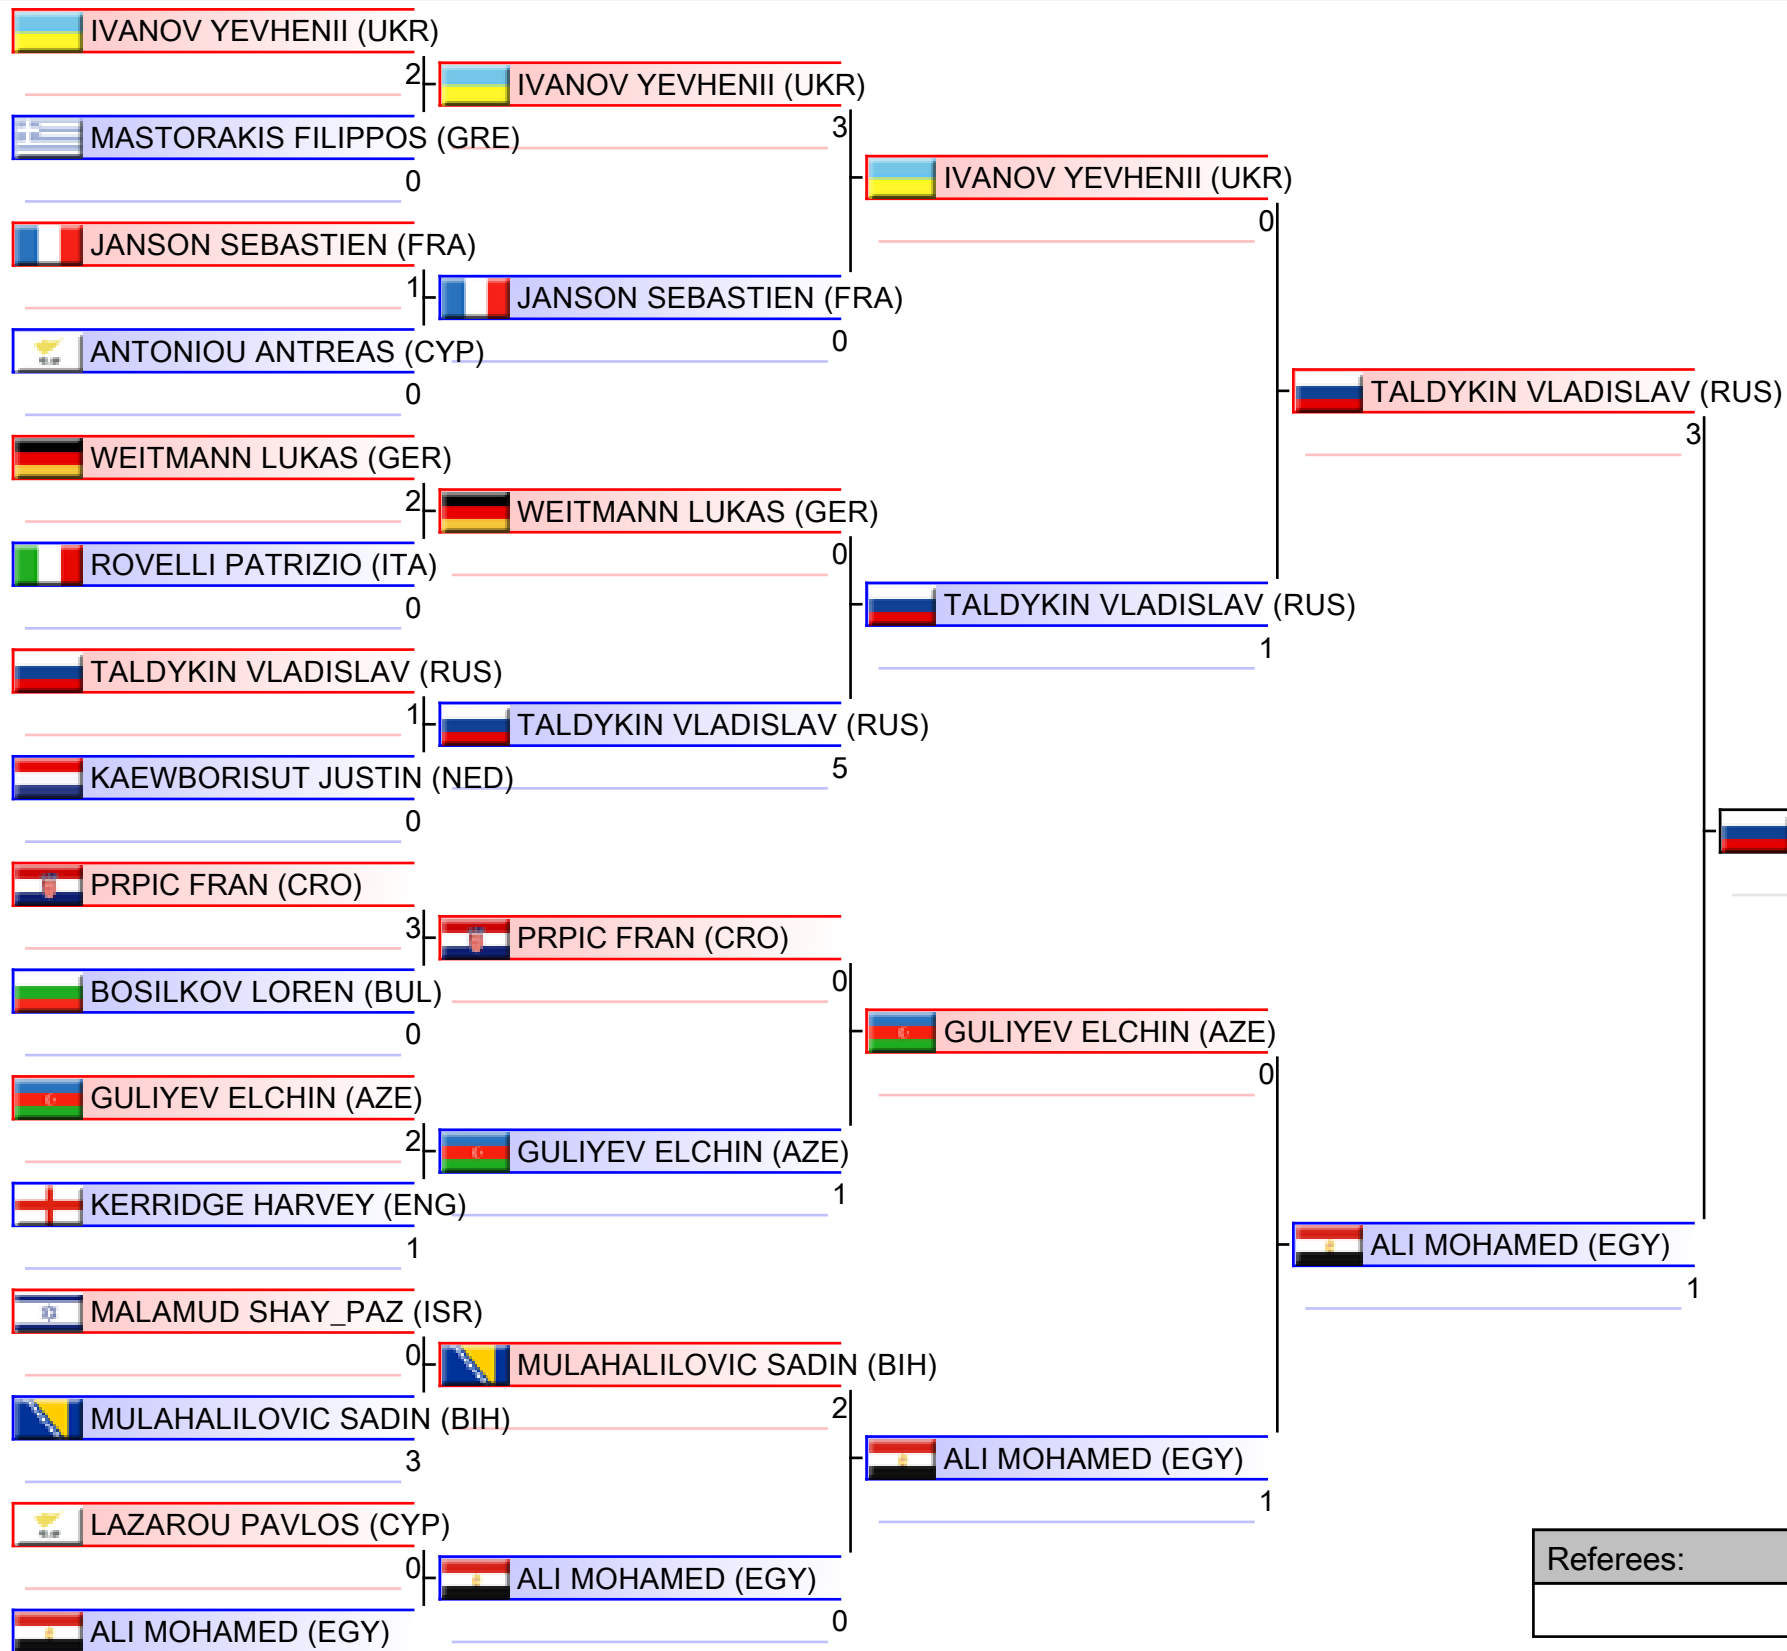 IVANOV YEVHENII (UKR)
2
MASTORAKIS FILIPPOS (GRE)
0
JANSON SEBASTIEN (FRA)
1
ANTONIOU ANTREAS (CYP)
0
WEITMANN LUKAS (GER)
2
ROVELLI PATRIZIO (ITA)
0
TALDYKIN VLADISLAV (RUS)
1
KAEWBORISUT JUSTIN (NED)
0
PRPIC FRAN (CRO)
3
BOSILKOV LOREN (BUL)
0
GULIYEV ELCHIN (AZE)
2
KERRIDGE HARVEY (ENG)
1
MALAMUD SHAY_PAZ (ISR)
0
MULAHALILOVIC SADIN (BIH)
3
LAZAROU PAVLOS (CYP)
0
ALI MOHAMED (EGY)
IVANOV YEVHENII (UKR)
3
JANSON SEBASTIEN (FRA)
0
WEITMANN LUKAS (GER)
0
TALDYKIN VLADISLAV (RUS)
5
PRPIC FRAN (CRO)
0
GULIYEV ELCHIN (AZE)
1
MULAHALILOVIC SADIN (BIH)
2
ALI MOHAMED (EGY)
0
IVANOV YEVHENII (UKR)
0
TALDYKIN VLADISLAV (RUS)
1
GULIYEV ELCHIN (AZE)
0
ALI MOHAMED (EGY)
1
TALDYKIN VLADISLAV (RUS)
3
ALI MOHAMED (EGY)
1
Referees: